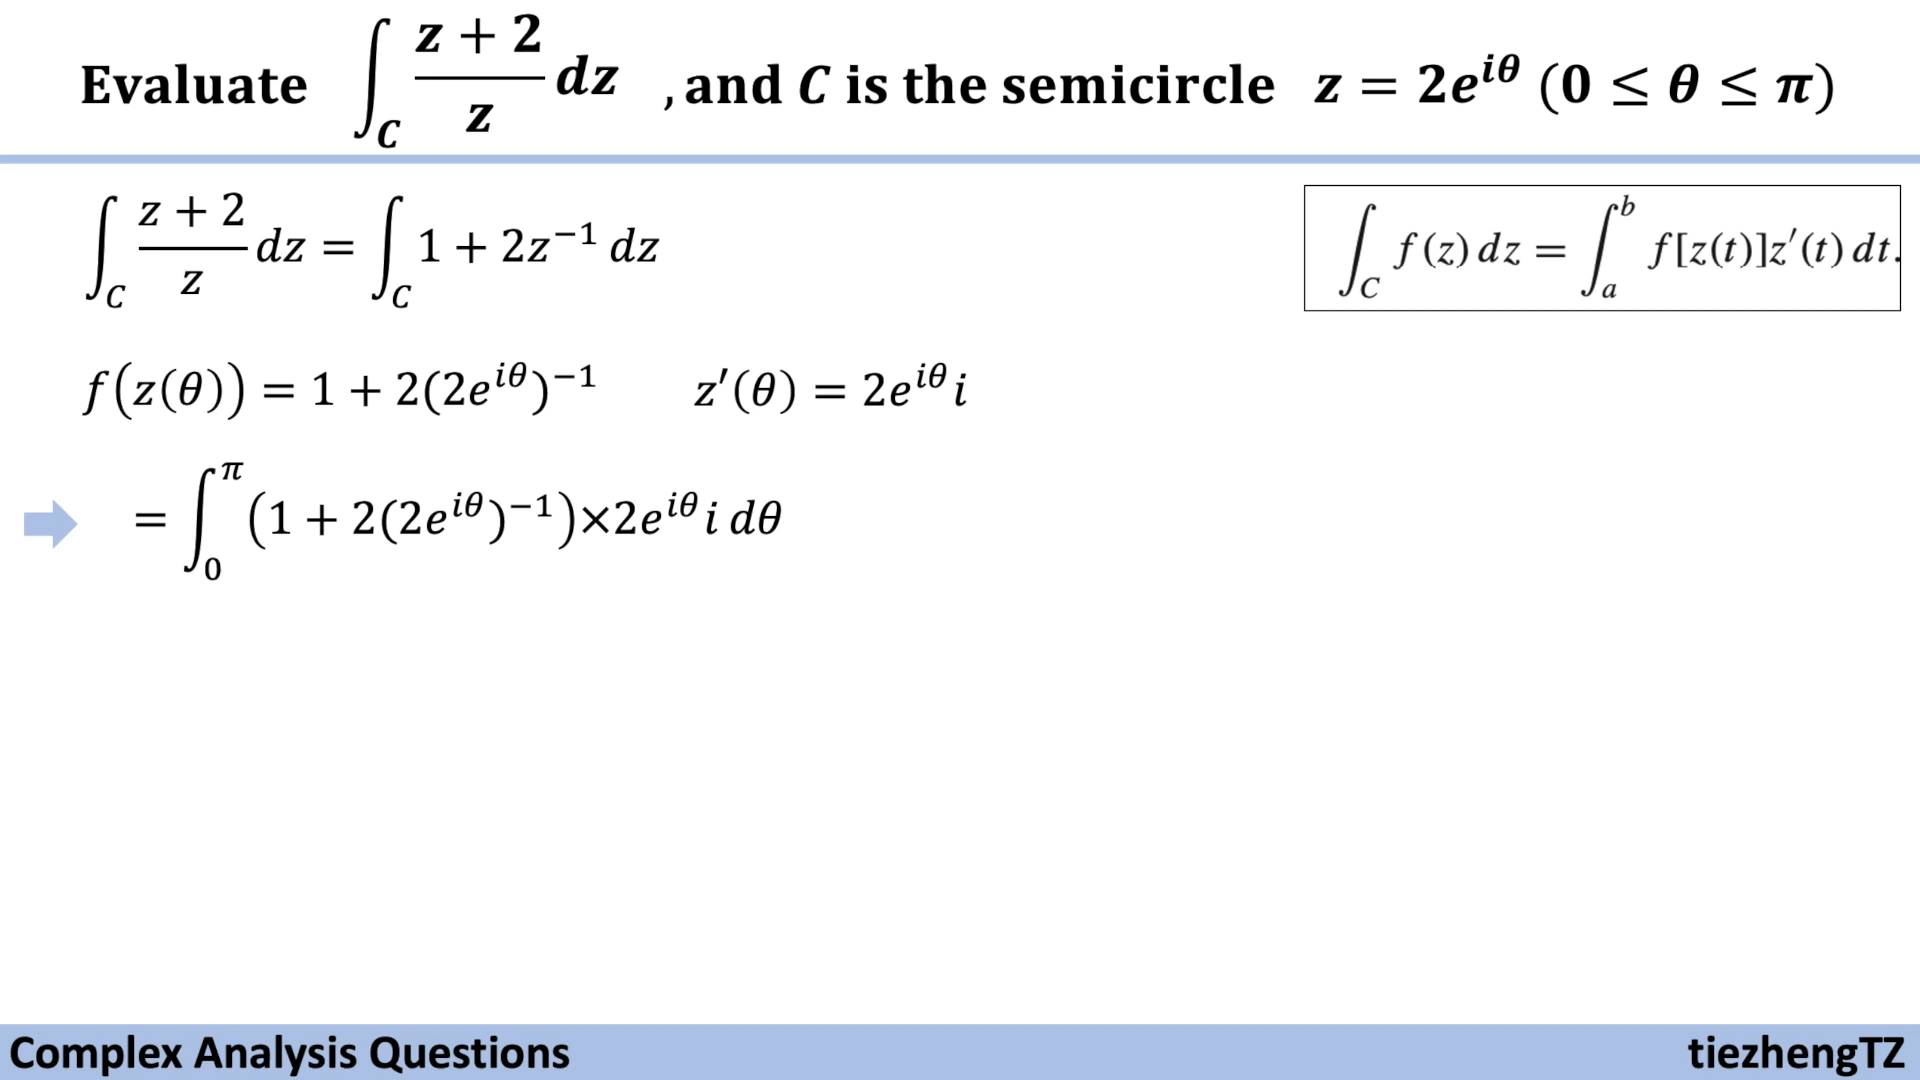 Evaluate ∫_C (z + 2)/z dz , and C is the semicircle z = 2e^{iθ} (0 ≤ θ ≤ π)
∫_C (z + 2)/z dz = ∫_C 1 + 2z^{−1} dz
∫_C f(z) dz = ∫_a^b f[z(t)]z′(t) dt.
f(z(θ)) = 1 + 2(2e^{iθ})^{−1} z′(θ) = 2e^{iθ}i
= ∫_0^π (1 + 2(2e^{iθ})^{−1})×2e^{iθ}i dθ
Complex Analysis Questions
tiezhengTZ